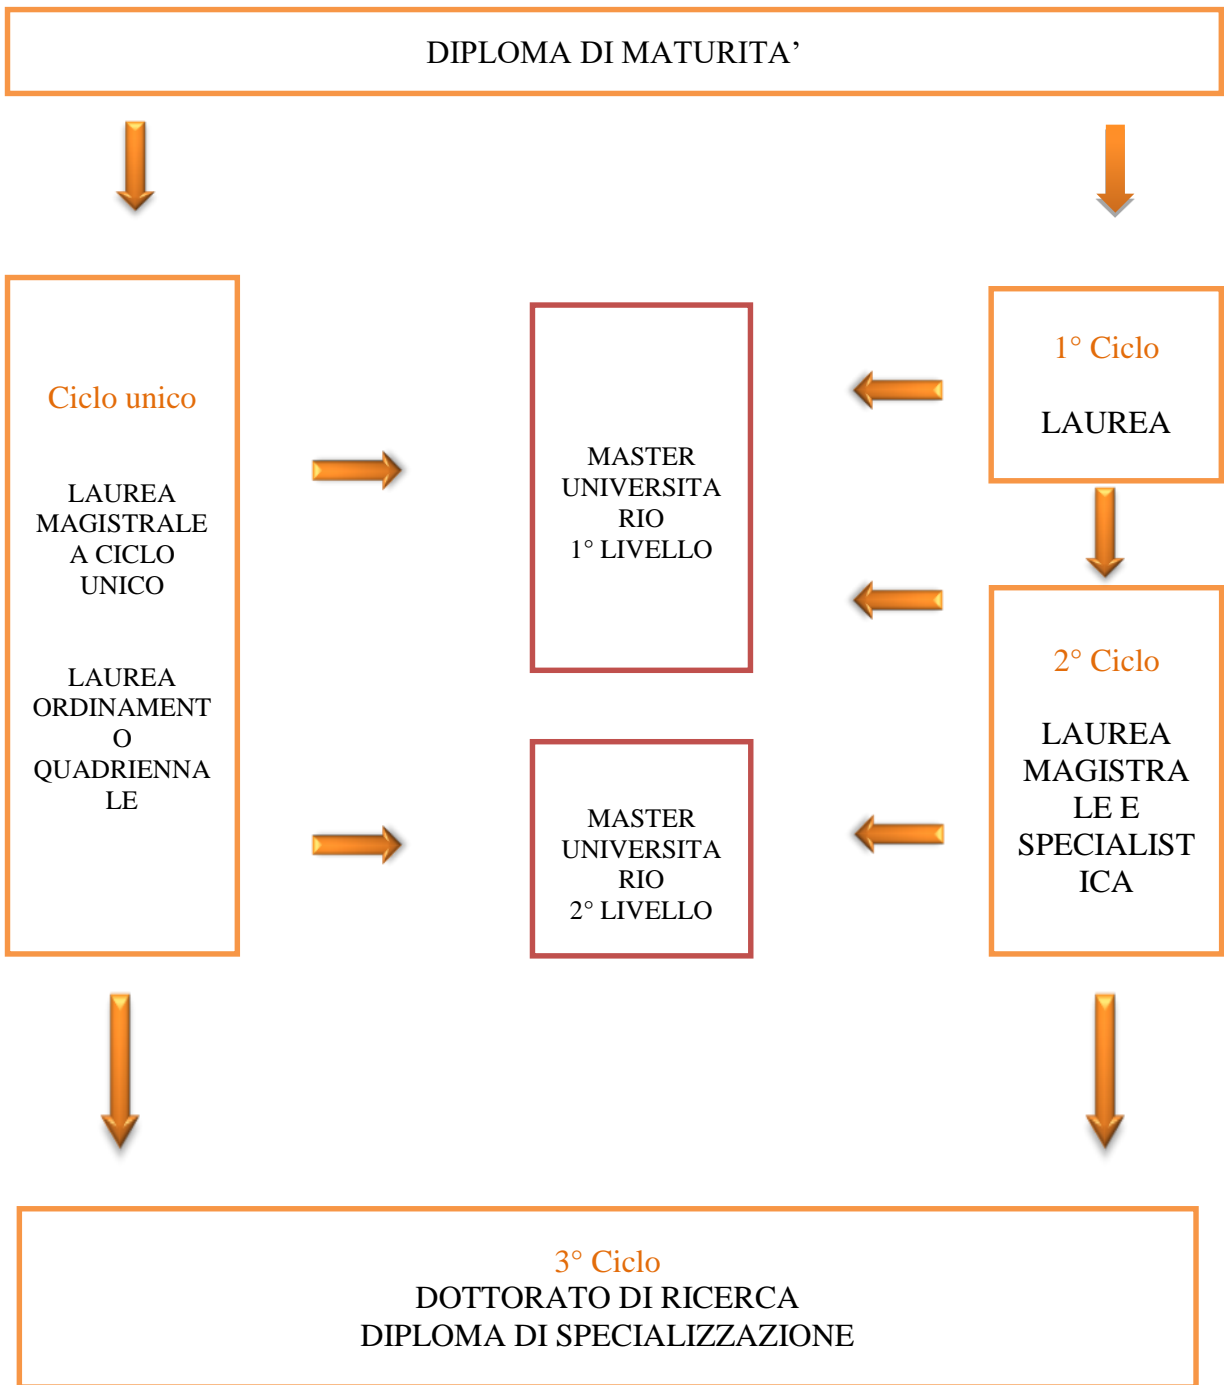 DIPLOMA DI MATURITA’
Ciclo unico
LAUREA
MAGISTRALE
A CICLO
UNICO
LAUREA
ORDINAMENT
O
QUADRIENNA
LE
MASTER
UNIVERSITA
RIO
1° LIVELLO
MASTER
UNIVERSITA
RIO
2° LIVELLO
1° Ciclo
LAUREA
2° Ciclo
LAUREA
MAGISTRA
LE E
SPECIALIST
ICA
3° Ciclo
DOTTORATO DI RICERCA
DIPLOMA DI SPECIALIZZAZIONE